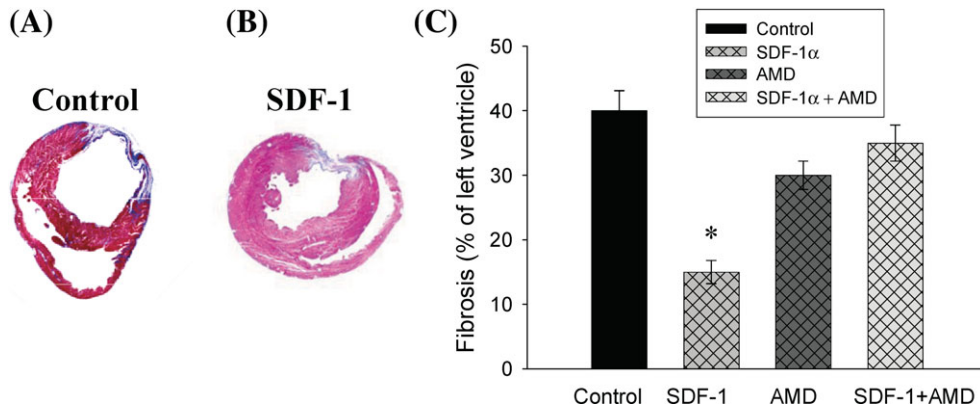 (A)
Control
(B)
SDF-1
(C)
Control
SDF-1α
AMD
SDF-1α + AMD
Fibrosis (% of left ventricle)
50
40
30
20
10
0
*
Control SDF-1 AMD SDF-1+AMD